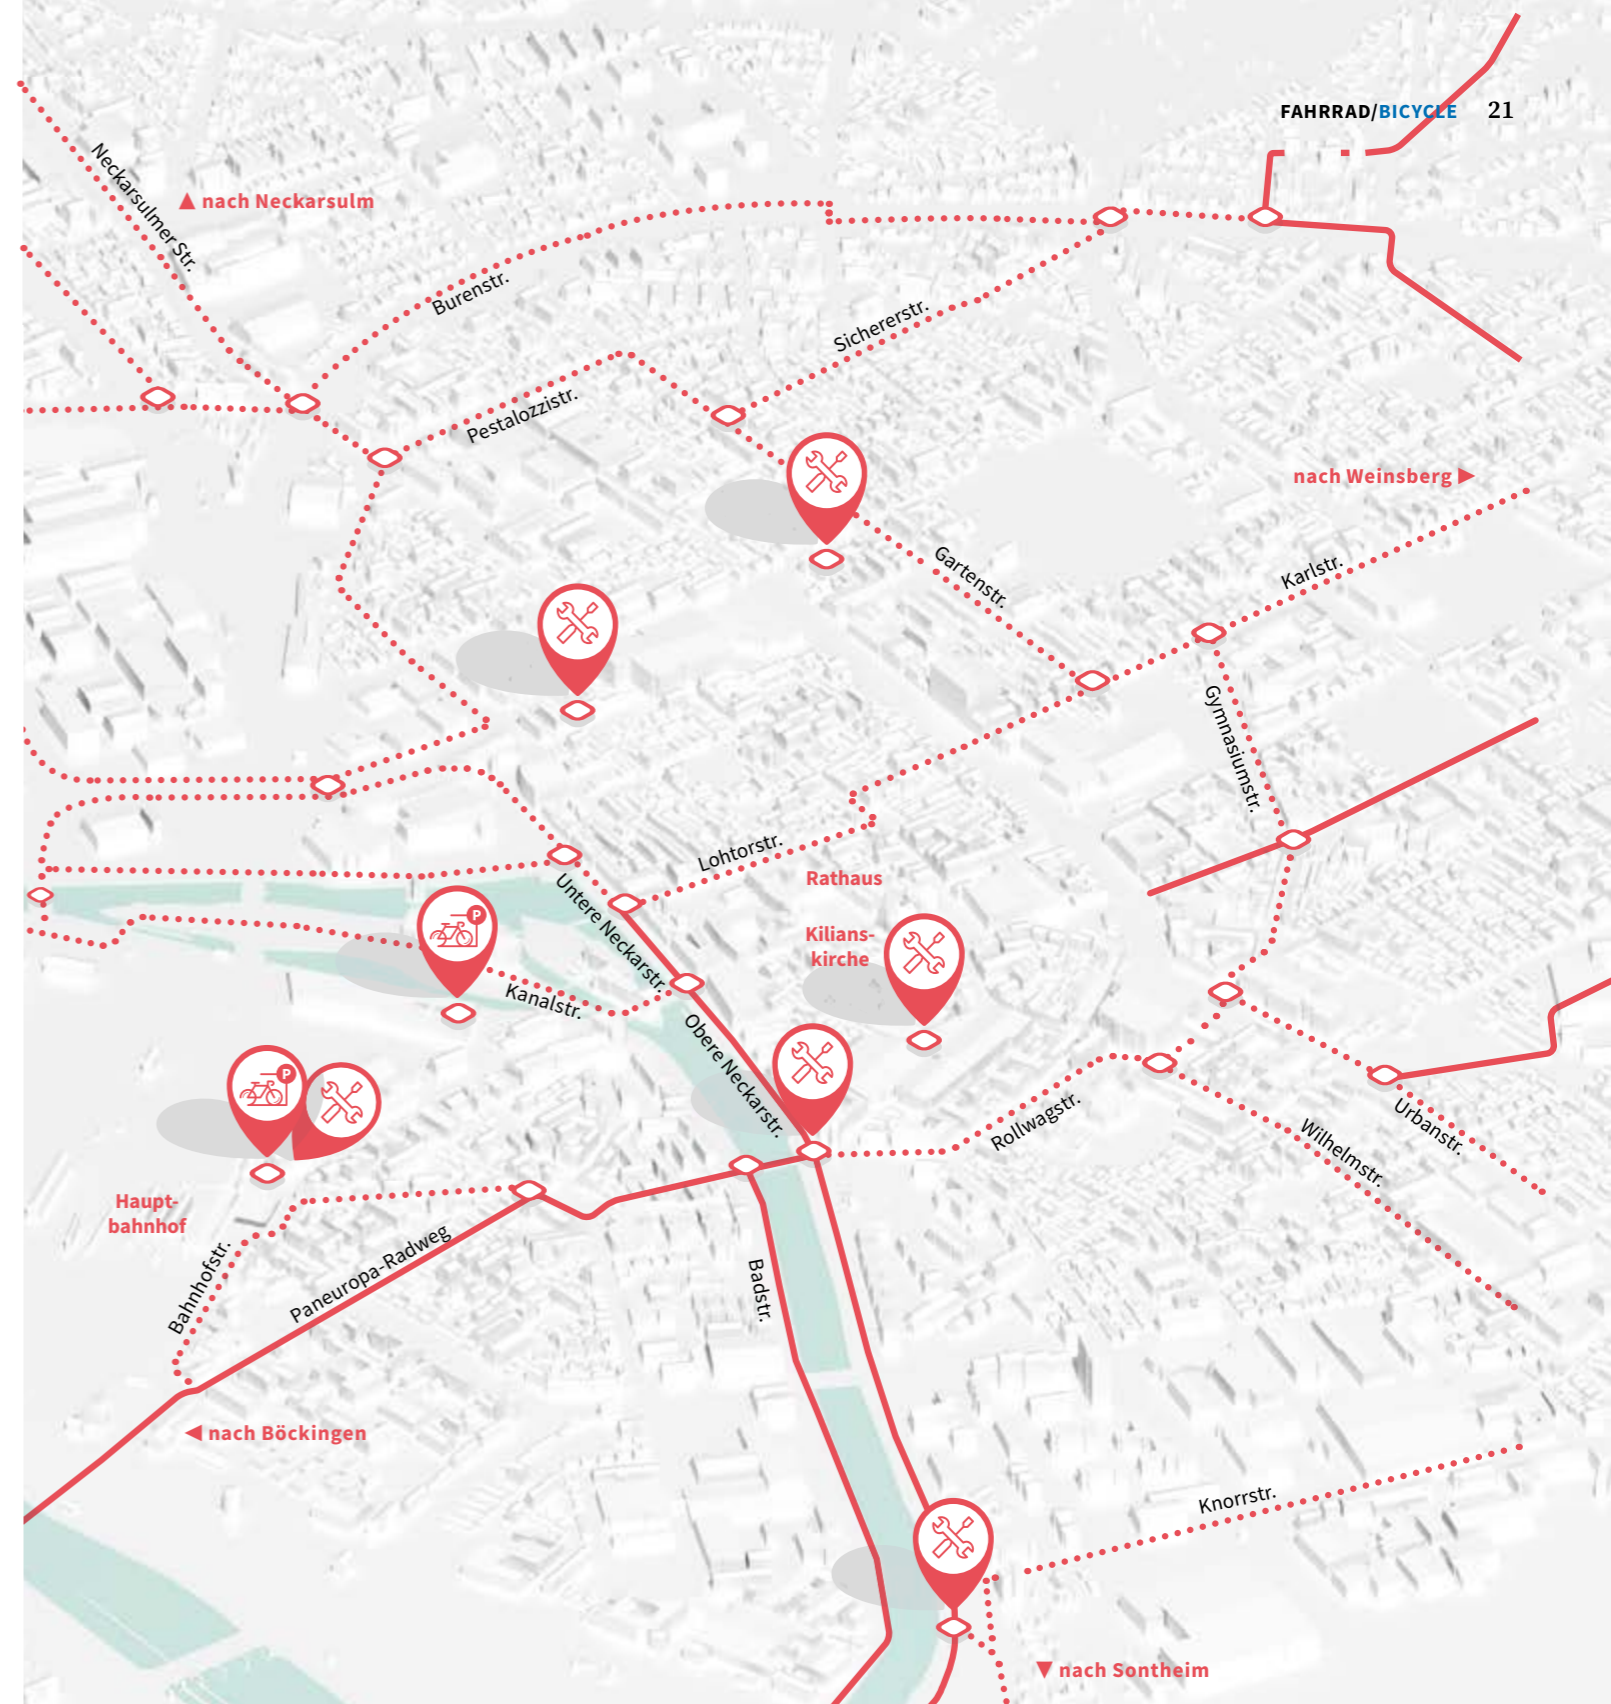 FAHRRAD/BICYCLE 21
Neckarsulmer Str.
▲ nach Neckarsulm
Burenstr.
Sichererstr.
Pestalozzistr.
nach Weinsberg ▶
Gartenstr.
Karlstr.
Gymnasiumstr.
Lohtorstr.
Rathaus
Untere Neckarstr.
P
Kilians-
kirche
Kanalstr.
Obere Neckarstr.
P
Rollwagstr.
Urbanstr.
Wilhelmstr.
Haupt-
bahnhof
Bahnhofstr.
Paneuropa-Radweg
Badstr.
◀ nach Böckingen
Knorrstr.
▼ nach Sontheim